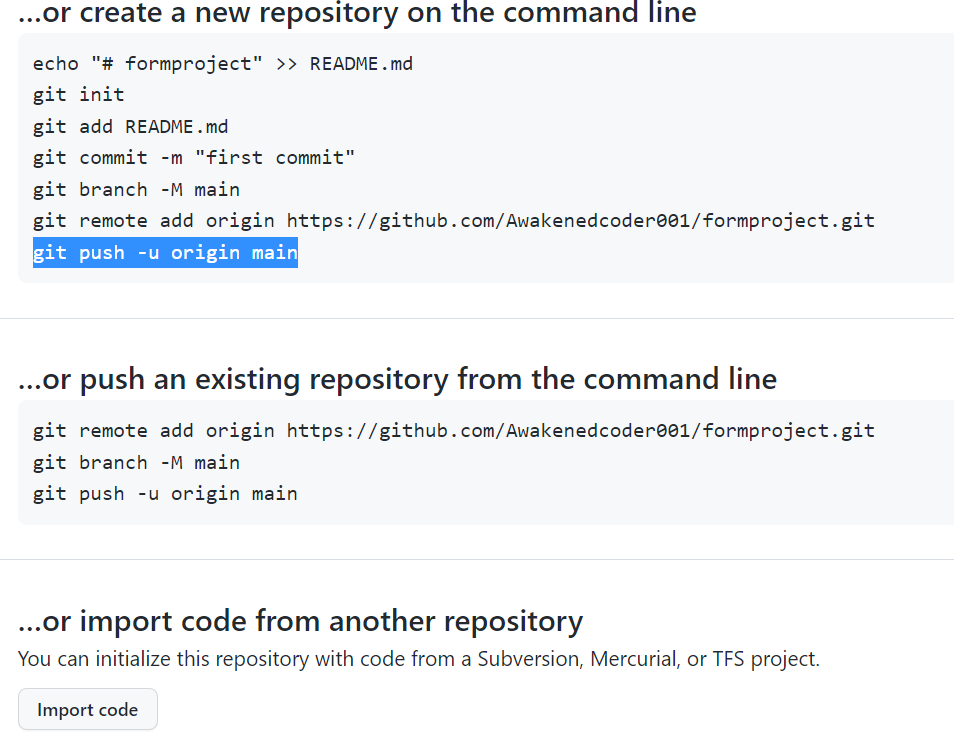 ...or create a new repository on the command line
echo "# formproject" >> README.md
git init
git add README.md
git commit -m "first commit"
git branch -M main
git remote add origin https://github.com/Awakenedcoder001/formproject.git
git push -u origin main
...or push an existing repository from the command line
git remote add origin https://github.com/Awakenedcoder001/formproject.git
git branch -M main
git push -u origin main
...or import code from another repository
You can initialize this repository with code from a Subversion, Mercurial, or TFS project.
Import code